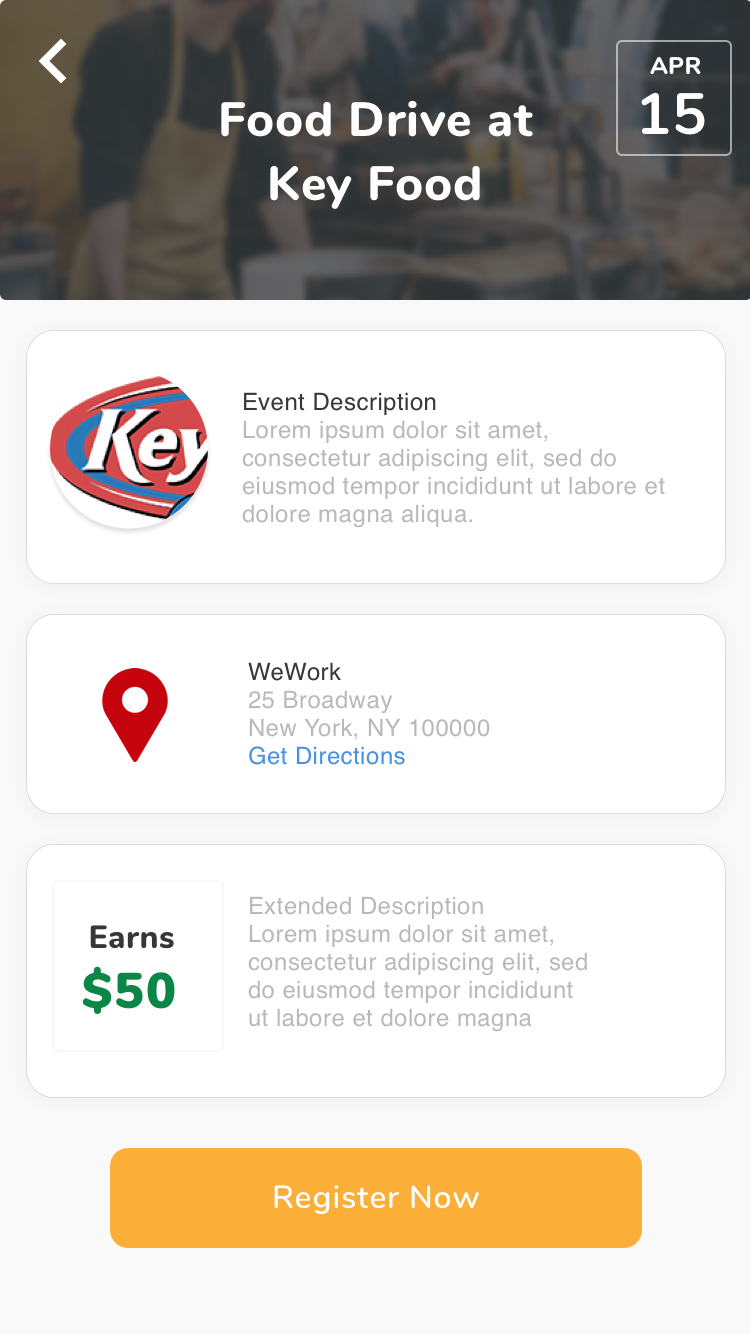 APR
15
Food Drive at
Key Food
Key
Event Description
Lorem ipsum dolor sit amet,
consectetur adipiscing elit, sed do
eiusmod tempor incididunt ut labore et
dolore magna aliqua.
WeWork
25 Broadway
New York, NY 100000
Get Directions
Earns
$50
Extended Description
Lorem ipsum dolor sit amet,
consectetur adipiscing elit, sed
do eiusmod tempor incididunt
ut labore et dolore magna
Register Now